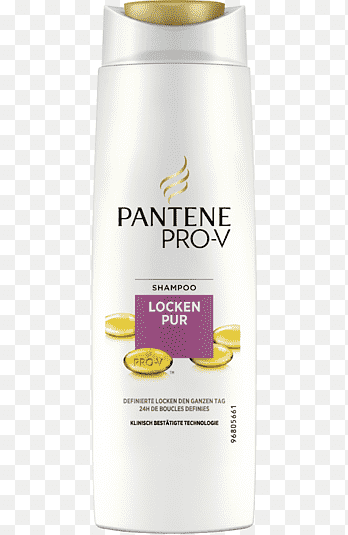 PANTENE
PRO-V
SHAMPOO
LOCKEN
PUR
PRO-V
DEFINIERTE LOCKEN DEN GANZEN TAG
24H DE BOUCLES DEFINIES
KLINISCH BESTÄTIGTE TECHNOLOGIE
96805661